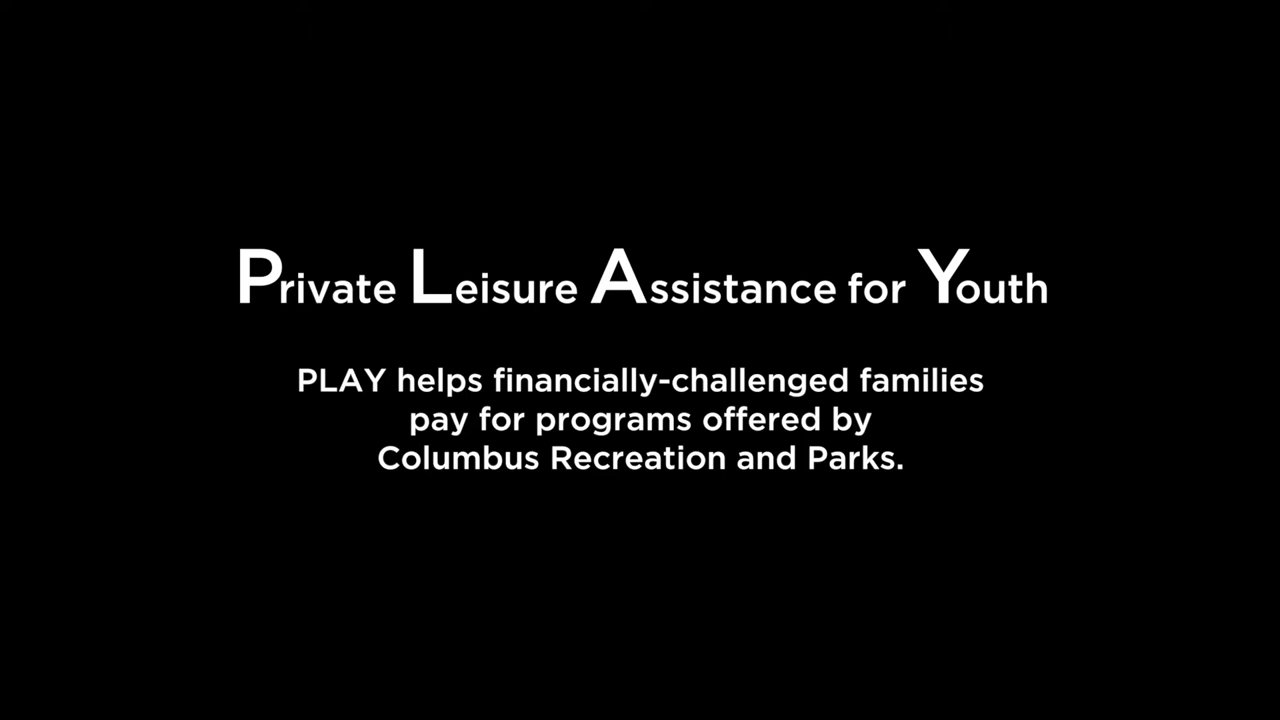 Private Leisure Assistance for Youth
PLAY helps financially-challenged families
pay for programs offered by
Columbus Recreation and Parks.